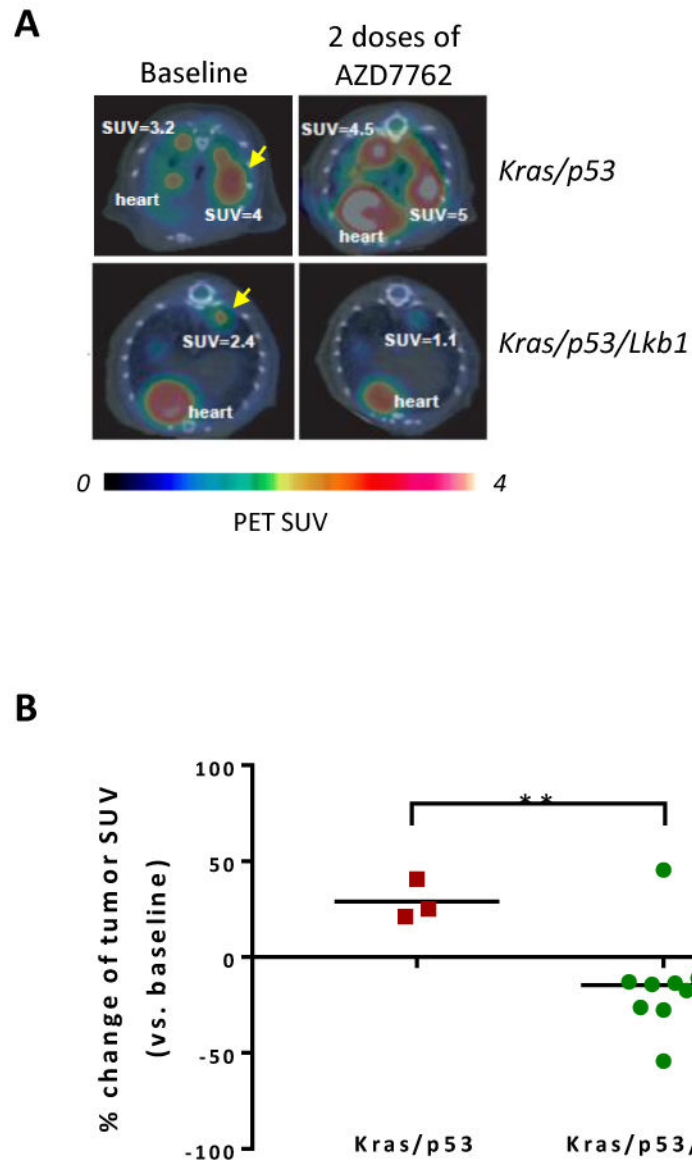 A
Baseline
2 doses of
AZD7762
SUV=3.2
heart
SUV=4
SUV=4.5
heart
SUV=5
Kras/p53
SUV=2.4
heart
SUV=1.1
heart
Kras/p53/Lkb1
0
4
PET SUV
B
% change of tumor SUV
(vs. baseline)
100
50
0
-50
-100
**
Kras/p53
Kras/p53/